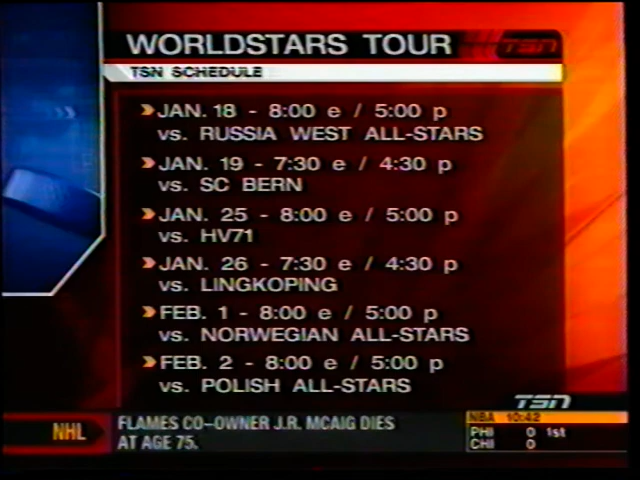 WORLDSTARS TOUR
TSN
TSN SCHEDULE
JAN. 18 - 8:00 e / 5:00 p
vs. RUSSIA WEST ALL-STARS
JAN. 19 - 7:30 e / 4:30 p
vs. SC BERN
JAN. 25 - 8:00 e / 5:00 p
vs. HV71
JAN. 26 - 7:30 e / 4:30 p
vs. LINGKOPING
FEB. 1 - 8:00 e / 5:00 p
vs. NORWEGIAN ALL-STARS
FEB. 2 - 8:00 e / 5:00 p
vs. POLISH ALL-STARS
TSN
NHL
FLAMES CO-OWNER J.R. MCAIG DIES
AT AGE 75.
NBA 10:42
PHI 0 1st
CHI 0